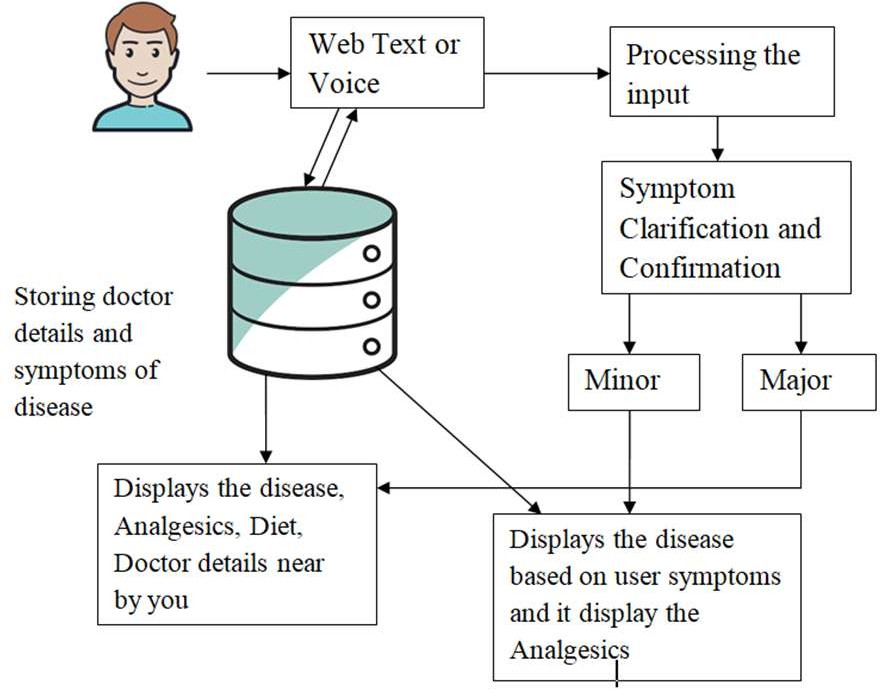 Web Text or
Voice
Processing the
input
Symptom
Clarification and
Confirmation
Storing doctor
details and
symptoms of
disease
Minor
Major
Displays the disease,
Analgesics, Diet,
Doctor details near
by you
Displays the disease
based on user symptoms
and it display the
Analgesics